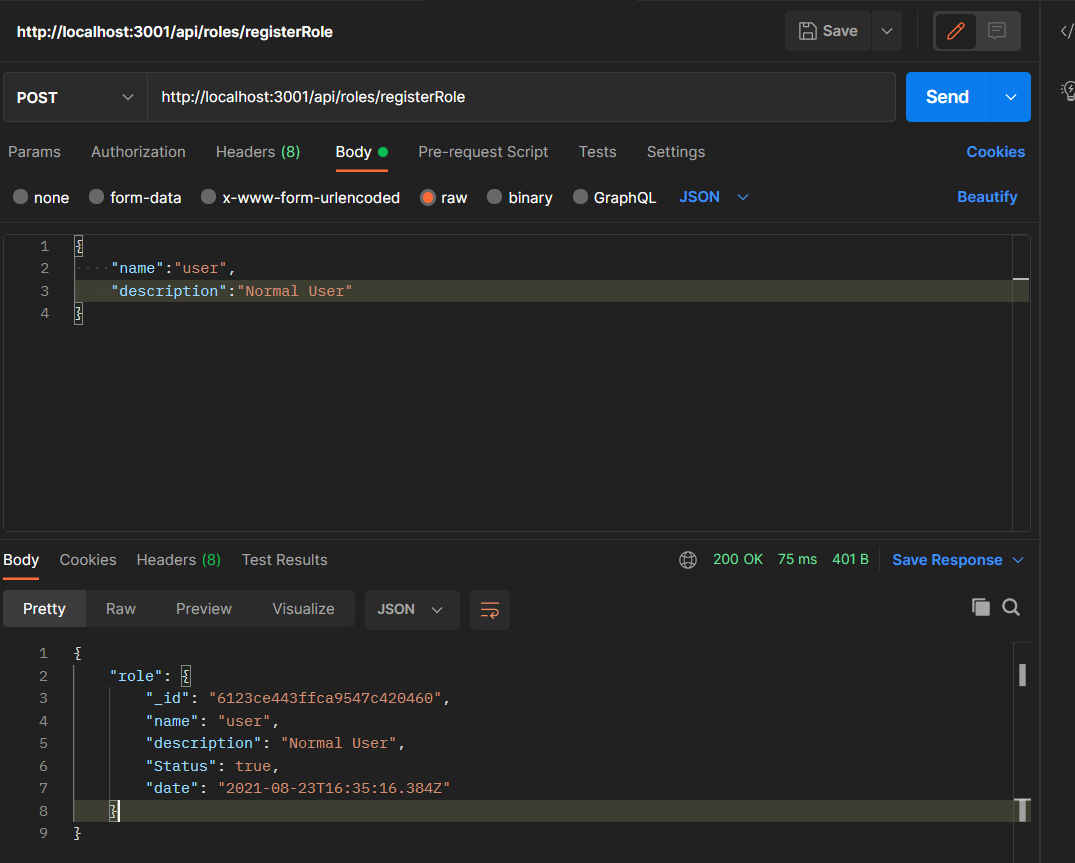 http://localhost:3001/api/roles/registerRole Save
POST http://localhost:3001/api/roles/registerRole Send
Params Authorization Headers (8) Body Pre-request Script Tests Settings Cookies
none form-data x-www-form-urlencoded raw binary GraphQL JSON Beautify
1 {
2 "name":"user",
3 "description":"Normal User"
4 }
Body Cookies Headers (8) Test Results 200 OK 75 ms 401 B Save Response
Pretty Raw Preview Visualize JSON
1 {
2 "role": {
3 "_id": "6123ce443ffca9547c420460",
4 "name": "user",
5 "description": "Normal User",
6 "Status": true,
7 "date": "2021-08-23T16:35:16.384Z"
8 }
9 }